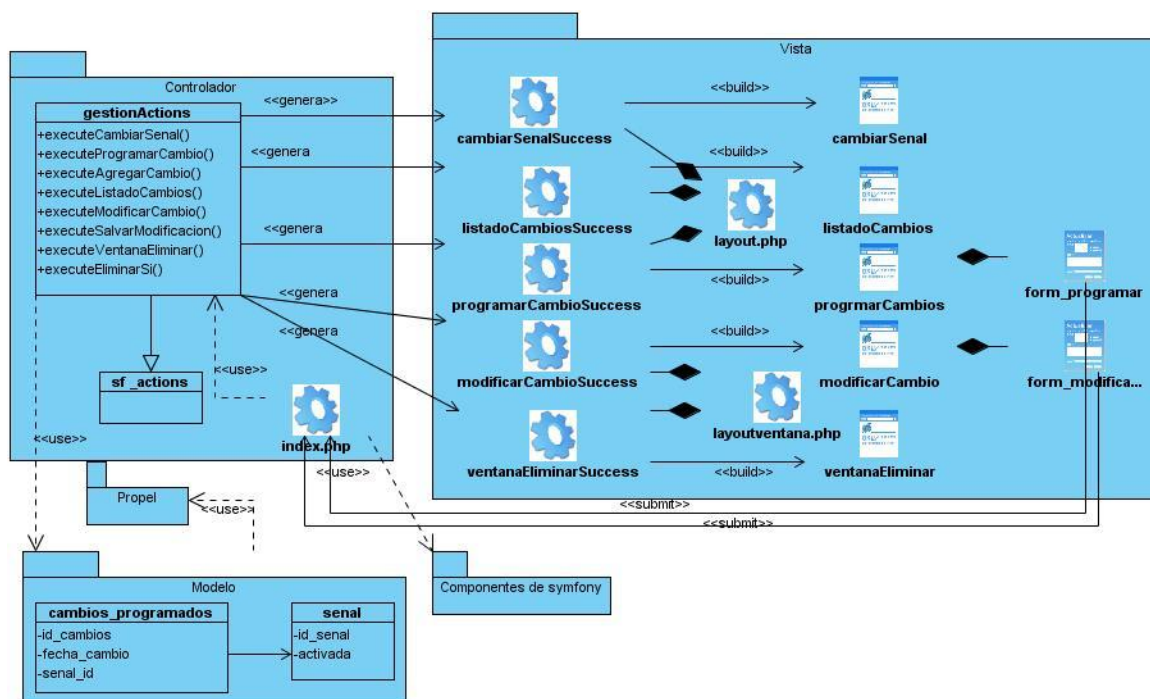 Vista
Controlador
gestionActions
+executeCambiarSenal()
+executeProgramarCambio()
+executeAgregarCambio()
+executeListadoCambios()
+executeModificarCambio()
+executeSalvarModificacion()
+executeVentanaEliminar()
+executeEliminarSi()
<<genera>>
<<genera
<<genera
<<genera
<<genera
cambiarSenalSuccess
<<build>>
cambiarSenal
listadoCambiosSuccess
<<build>>
layout.php
listadoCambios
programarCambioSuccess
<<build>>
progrmarCambios
form_programar
modificarCambioSuccess
<<build>>
modificarCambio
form_modifica...
layoutventana.php
ventanaEliminarSuccess
<<build>>
ventanaEliminar
sf _actions
<<use>>
index.php
<<use>>
<<use>>
<<submit>>
<<submit>>
Propel
<<use>>
Componentes de symfony
Modelo
cambios_programados
-id_cambios
-fecha_cambio
-senal_id
senal
-id_senal
-activada